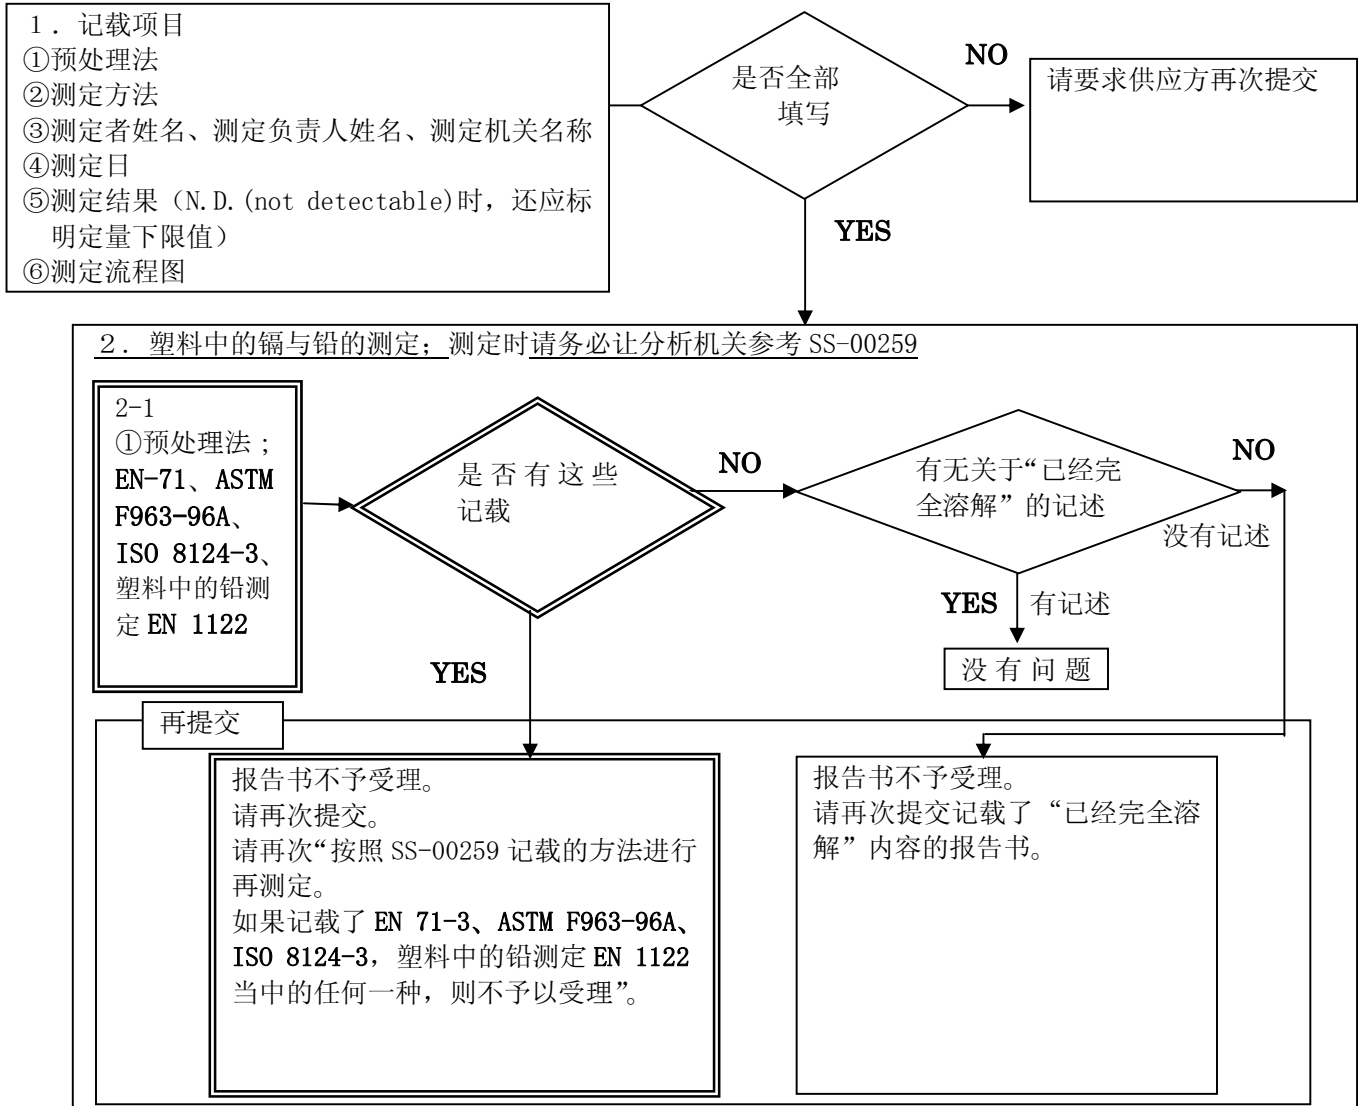 １．记载项目
①预处理法
②测定方法
③测定者姓名、测定负责人姓名、测定机关名称
④测定日
⑤测定结果（N.D.(not detectable)时，还应标
明定量下限值）
⑥测定流程图
是否全部
填写
NO
请要求供应方再次提交
YES
２．塑料中的镉与铅的测定；测定时请务必让分析机关参考 SS-00259
2-1
①预处理法；
EN-71、ASTM
F963-96A、
ISO 8124-3、
塑料中的铅测
定 EN 1122
是否有这些
记载
NO
有无关于“已经完
全溶解”的记述
NO
没有记述
YES
有记述
没有问题
YES
再提交
报告书不予受理。
请再次提交。
请再次“按照 SS-00259 记载的方法进行
再测定。
如果记载了 EN 71-3、ASTM F963-96A、
ISO 8124-3，塑料中的铅测定 EN 1122
当中的任何一种，则不予以受理”。
报告书不予受理。
请再次提交记载了“已经完全溶
解”内容的报告书。